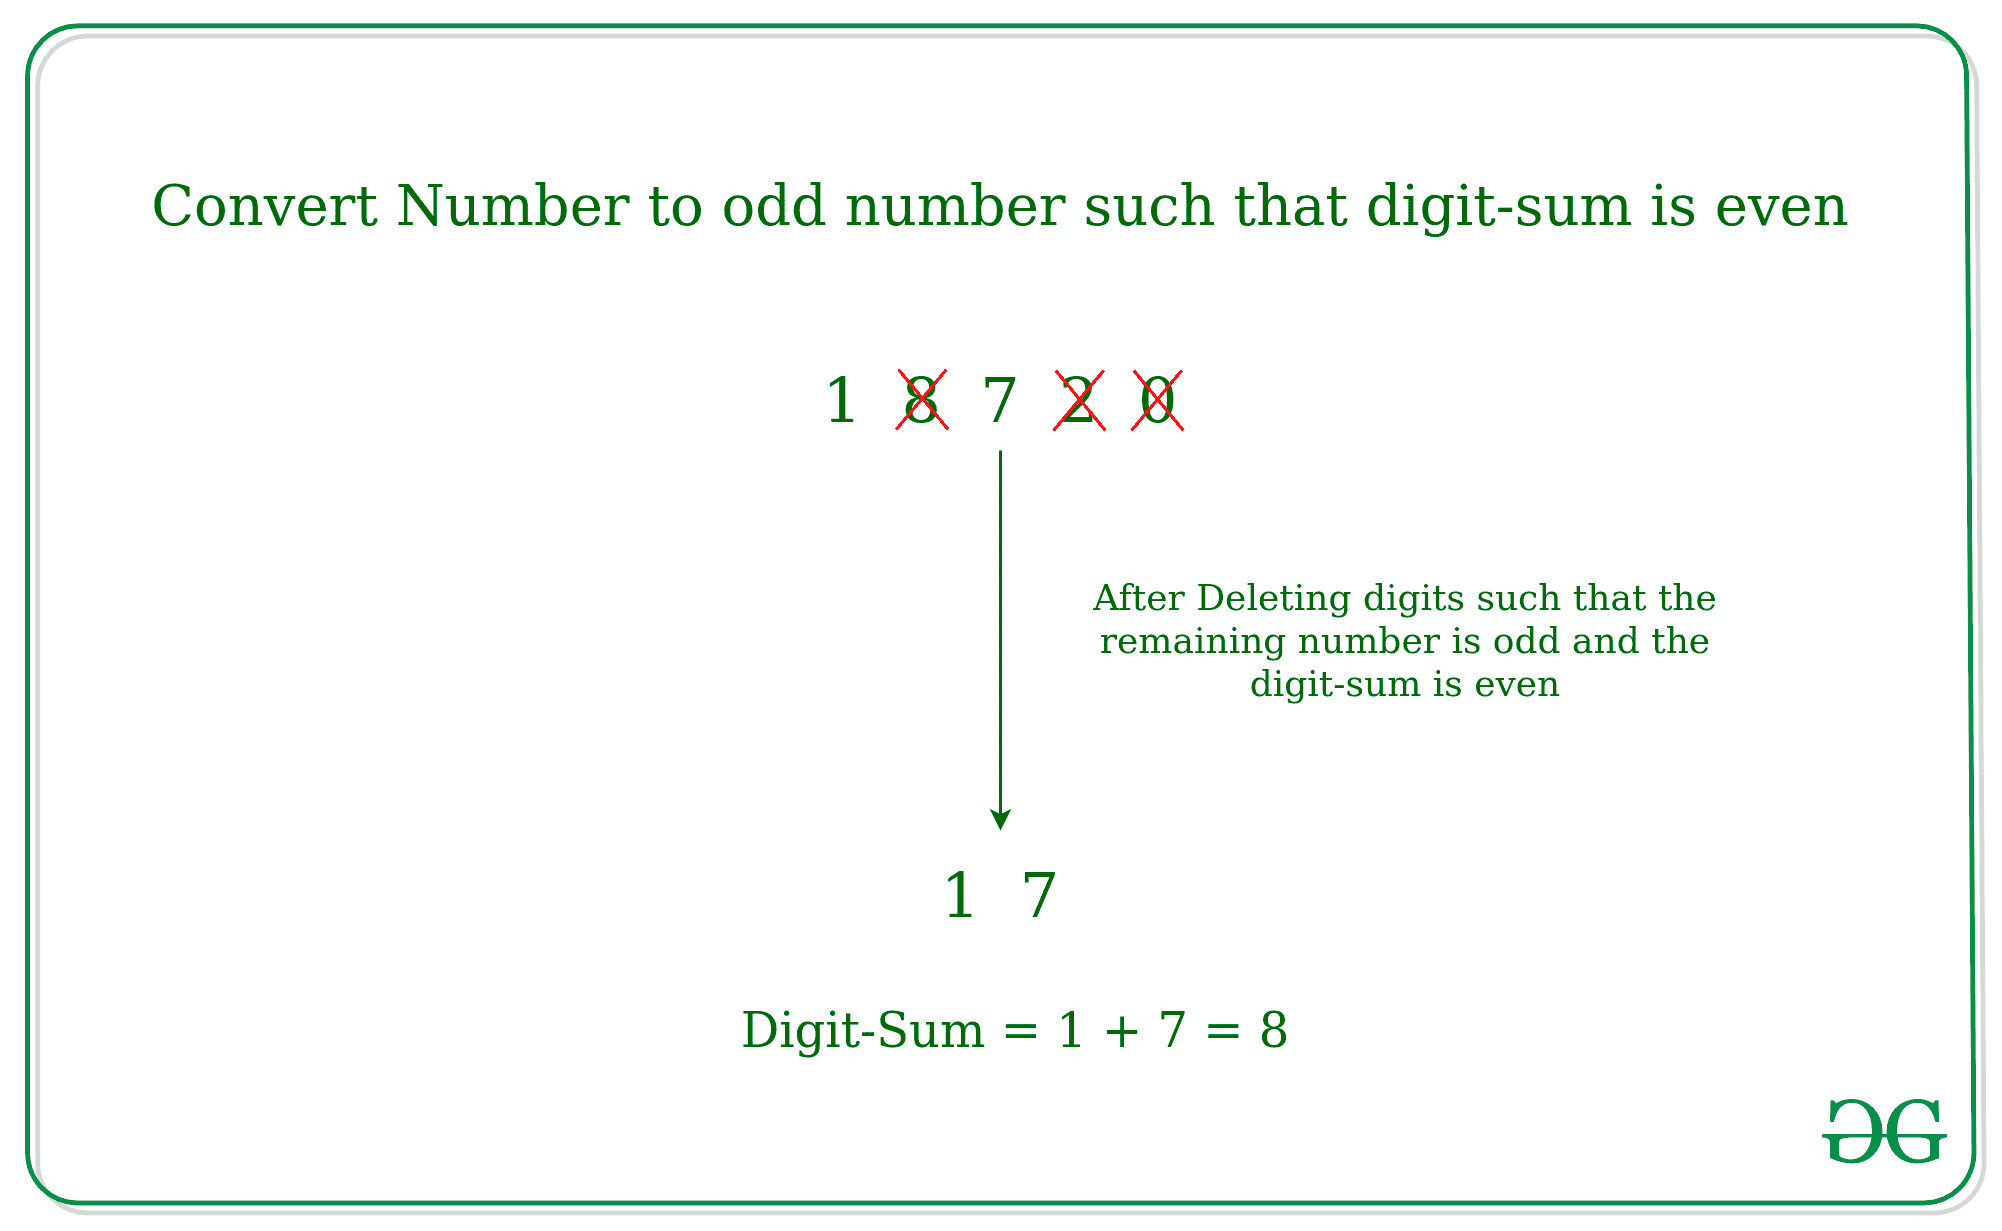 Convert Number to odd number such that digit-sum is even
1 8 7 2 0
After Deleting digits such that the
remaining number is odd and the
digit-sum is even
1 7
Digit-Sum = 1 + 7 = 8